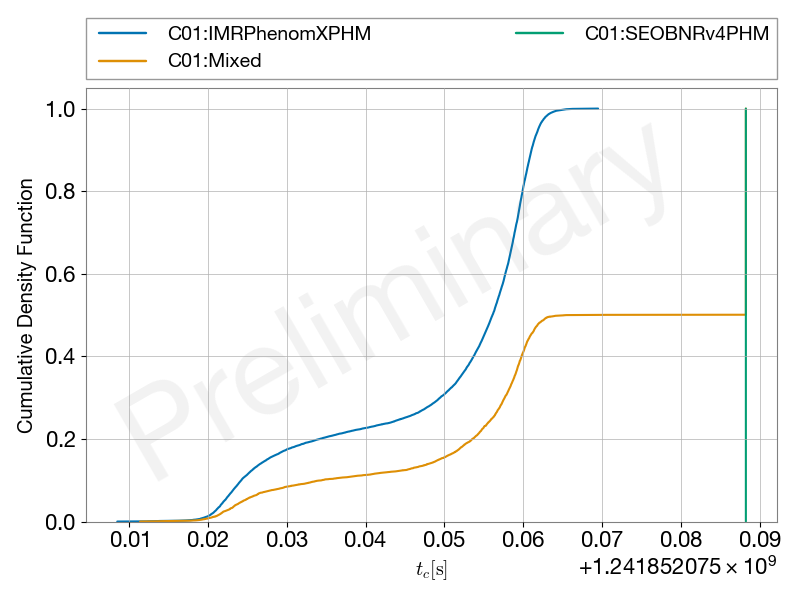 C01:IMRPhenomXPHM
C01:Mixed
C01:SEOBNRv4PHM
Preliminary
Cumulative Density Function
1.0
0.8
0.6
0.4
0.2
0.0
0.01 0.02 0.03 0.04 0.05 0.06 0.07 0.08 0.09
t_c[s]
+1.241852075 × 10⁹